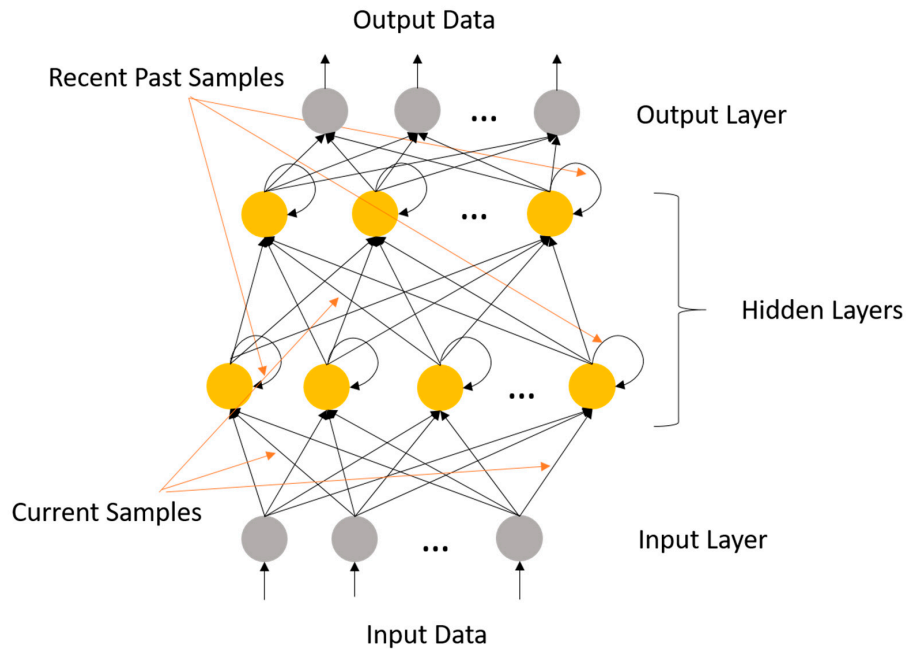 Output Data
Recent Past Samples
Output Layer
...
...
Hidden Layers
...
Current Samples
Input Layer
...
Input Data